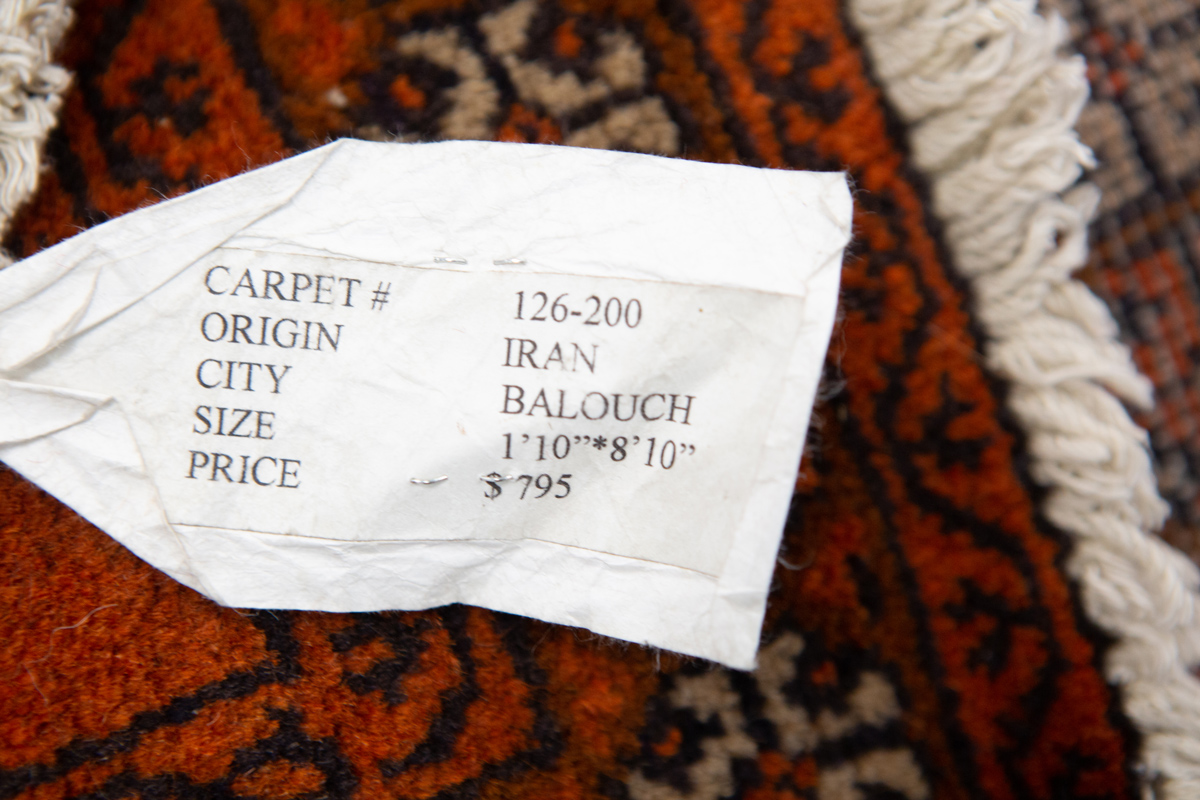 CARPET # 126-200
ORIGIN IRAN
CITY BALOUCH
SIZE 1’10”*8’10”
PRICE $ 795